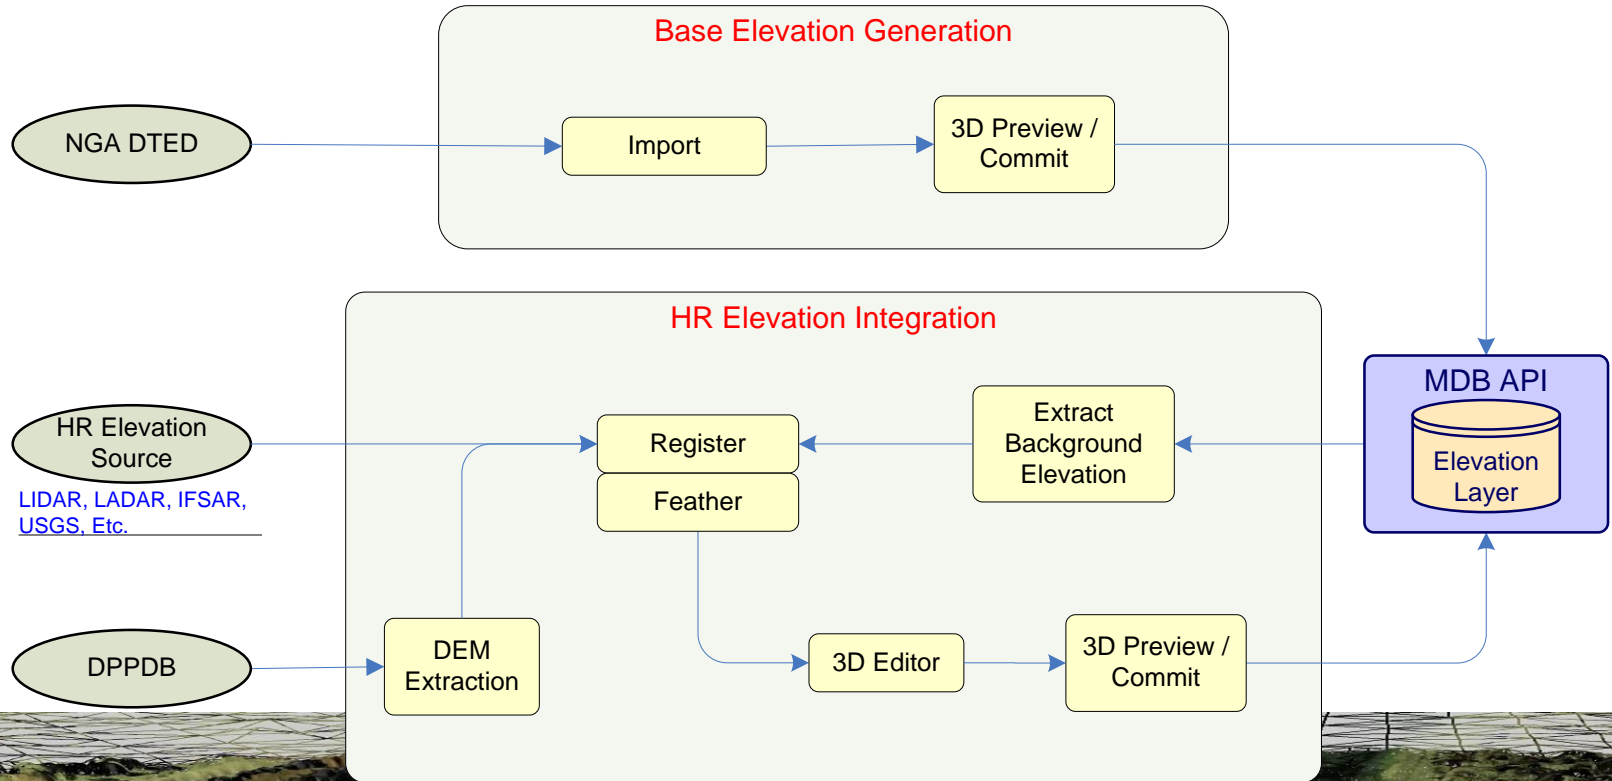 Base Elevation Generation
NGA DTED
Import
3D Preview /
Commit
HR Elevation Integration
HR Elevation
Source
LIDAR, LADAR, IFSAR,
USGS, Etc.
Register
Feather
Extract
Background
Elevation
MDB API
Elevation
Layer
DPPDB
DEM
Extraction
3D Editor
3D Preview /
Commit